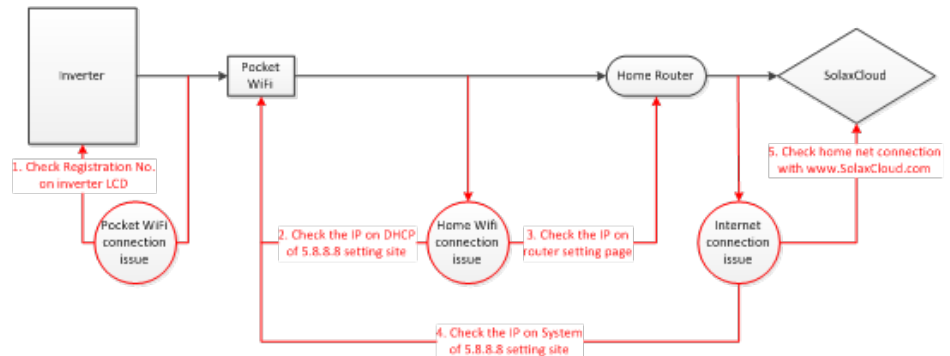 Inverter
Pocket
WiFi
Home Router
SolaxCloud
1. Check Registration No.
on inverter LCD
5. Check home net connection
with www.SolaxCloud.com
Pocket WiFi
connection
issue
2. Check the IP on DHCP
of 5.8.8.8 setting site
Home Wifi
connection
issue
3. Check the IP on
router setting page
Internet
connection
issue
4. Check the IP on System
of 5.8.8.8 setting site